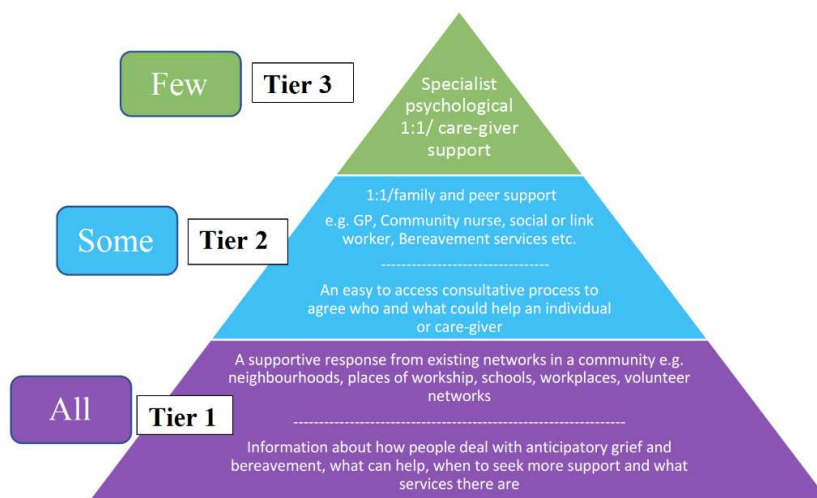 Few
Tier 3
Specialist
psychological
1:1/ care-giver
support
Some
Tier 2
1:1/family and peer support
e.g. GP, Community nurse, social or link
worker, Bereavement services etc.
---------------------------------
An easy to access consultative process to
agree who and what could help an individual
or care-giver
All
Tier 1
A supportive response from existing networks in a community e.g.
neighbourhoods, places of workship, schools, workplaces, volunteer
networks
------------------------------------------------------------------
Information about how people deal with anticipatory grief and
bereavement, what can help, when to seek more support and what
services there are